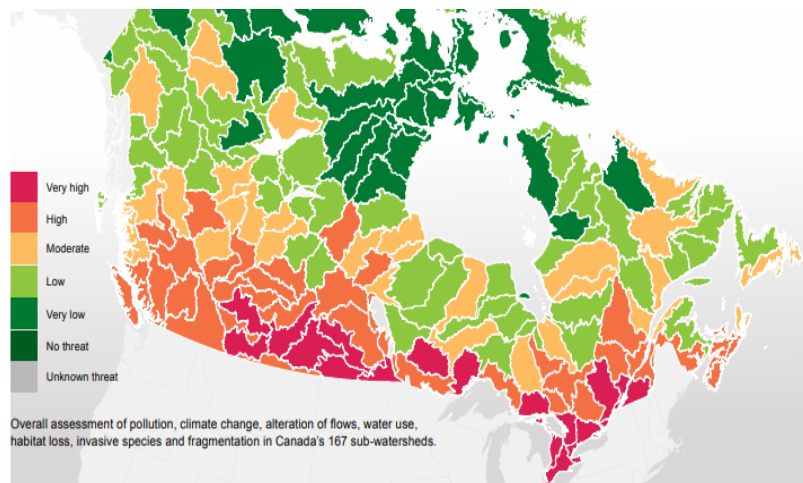 Very high
High
Moderate
Low
Very low
No threat
Unknown threat
Overall assessment of pollution, climate change, alteration of flows, water use,
habitat loss, invasive species and fragmentation in Canada's 167 sub-watersheds.